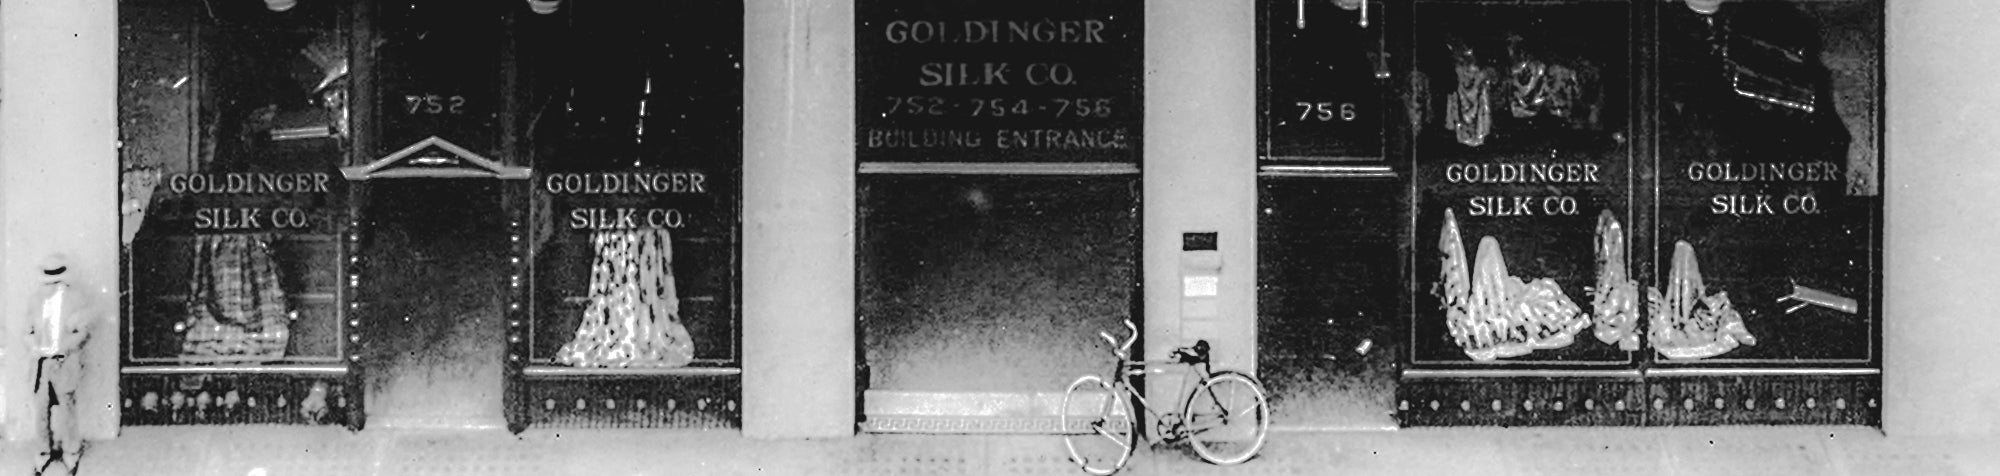 752
GOLDINGER
SILK CO.
GOLDINGER
SILK CO.
GOLDINGER
SILK CO.
752-754-756
BUILDING ENTRANCE
756
GOLDINGER
SILK CO.
GOLDINGER
SILK CO.